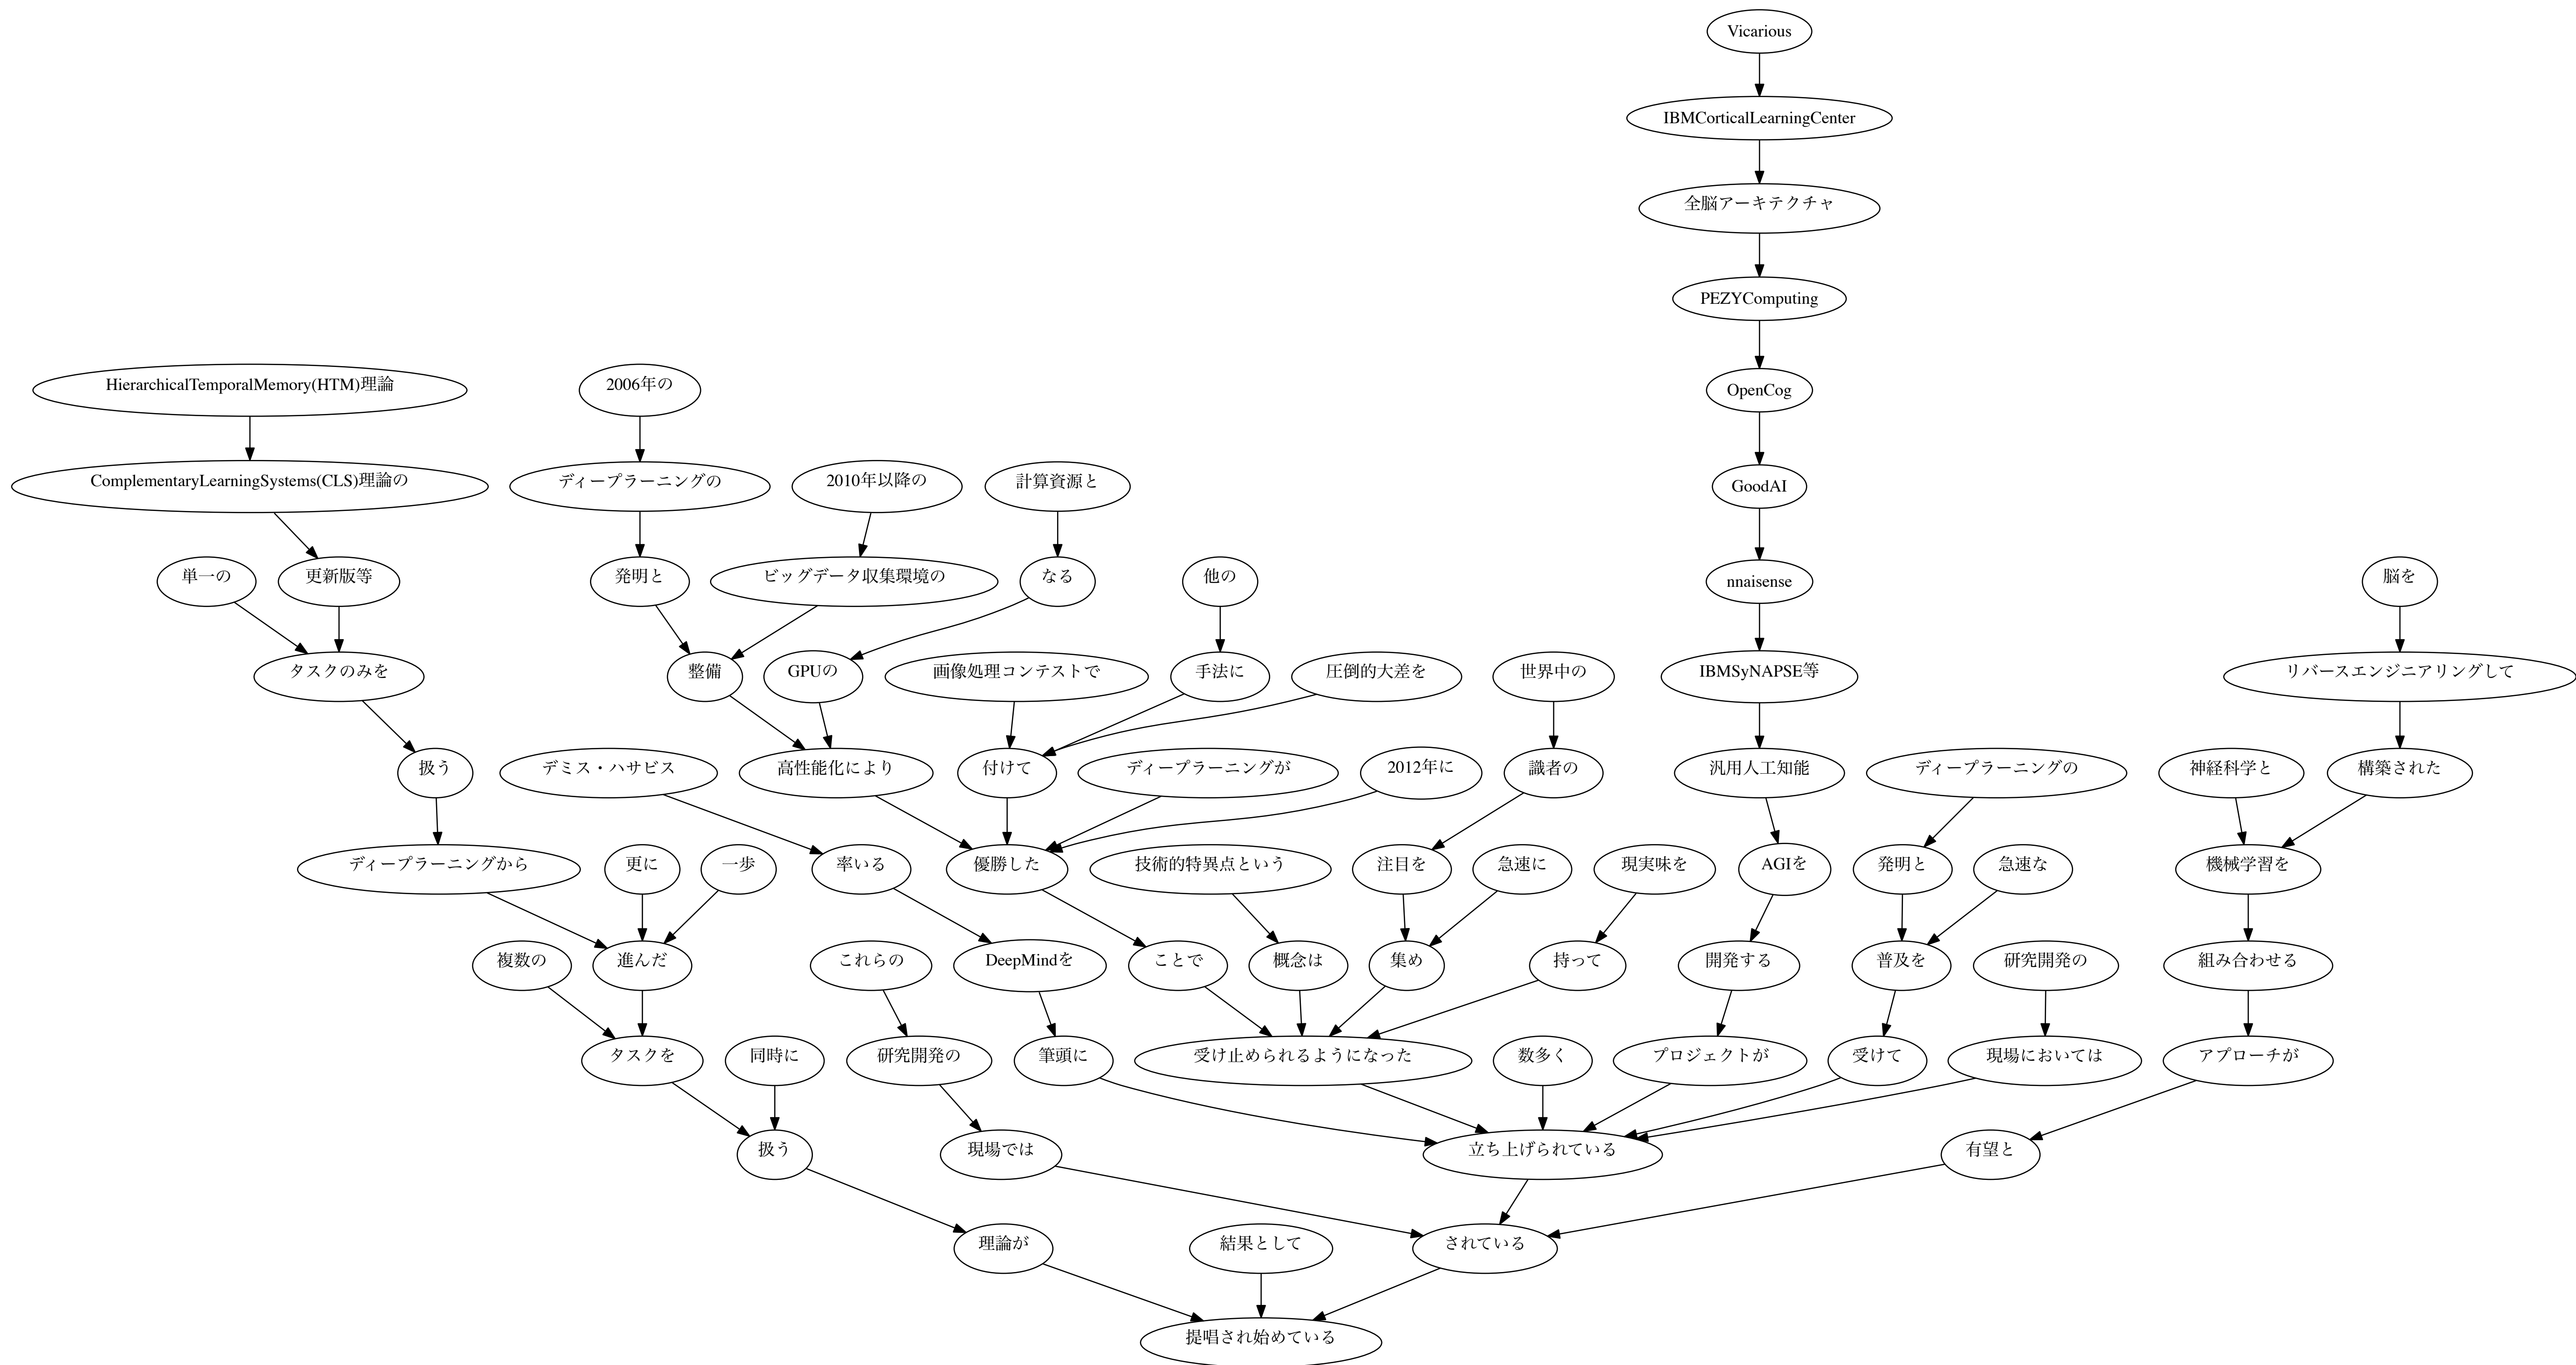 Vicarious
IBMCorticalLearningCenter
全脳アーキテクチャ
PEZYComputing
HierarchicalTemporalMemory(HTM)理論
2006年の
OpenCog
ComplementaryLearningSystems(CLS)理論の
ディープラーニングの
2010年以降の
計算資源と
GoodAI
単一の
更新版等
発明と
ビッグデータ収集環境の
なる
他の
nnaisense
脳を
タスクのみを
整備
GPUの
画像処理コンテストで
手法に
圧倒的大差を
世界中の
IBMSyNAPSE等
リバースエンジニアリングして
扱う
デミス・ハサビス
高性能化により
付けて
ディープラーニングが
2012年に
識者の
汎用人工知能
ディープラーニングの
神経科学と
構築された
ディープラーニングから
更に
一歩
率いる
優勝した
技術的特異点という
注目を
急速に
現実味を
AGIを
発明と
急速な
機械学習を
複数の
進んだ
これらの
DeepMindを
ことで
概念は
集め
持って
開発する
普及を
研究開発の
組み合わせる
タスクを
同時に
研究開発の
筆頭に
受け止められるようになった
数多く
プロジェクトが
受けて
現場においては
アプローチが
扱う
現場では
立ち上げられている
有望と
理論が
結果として
されている
提唱され始めている